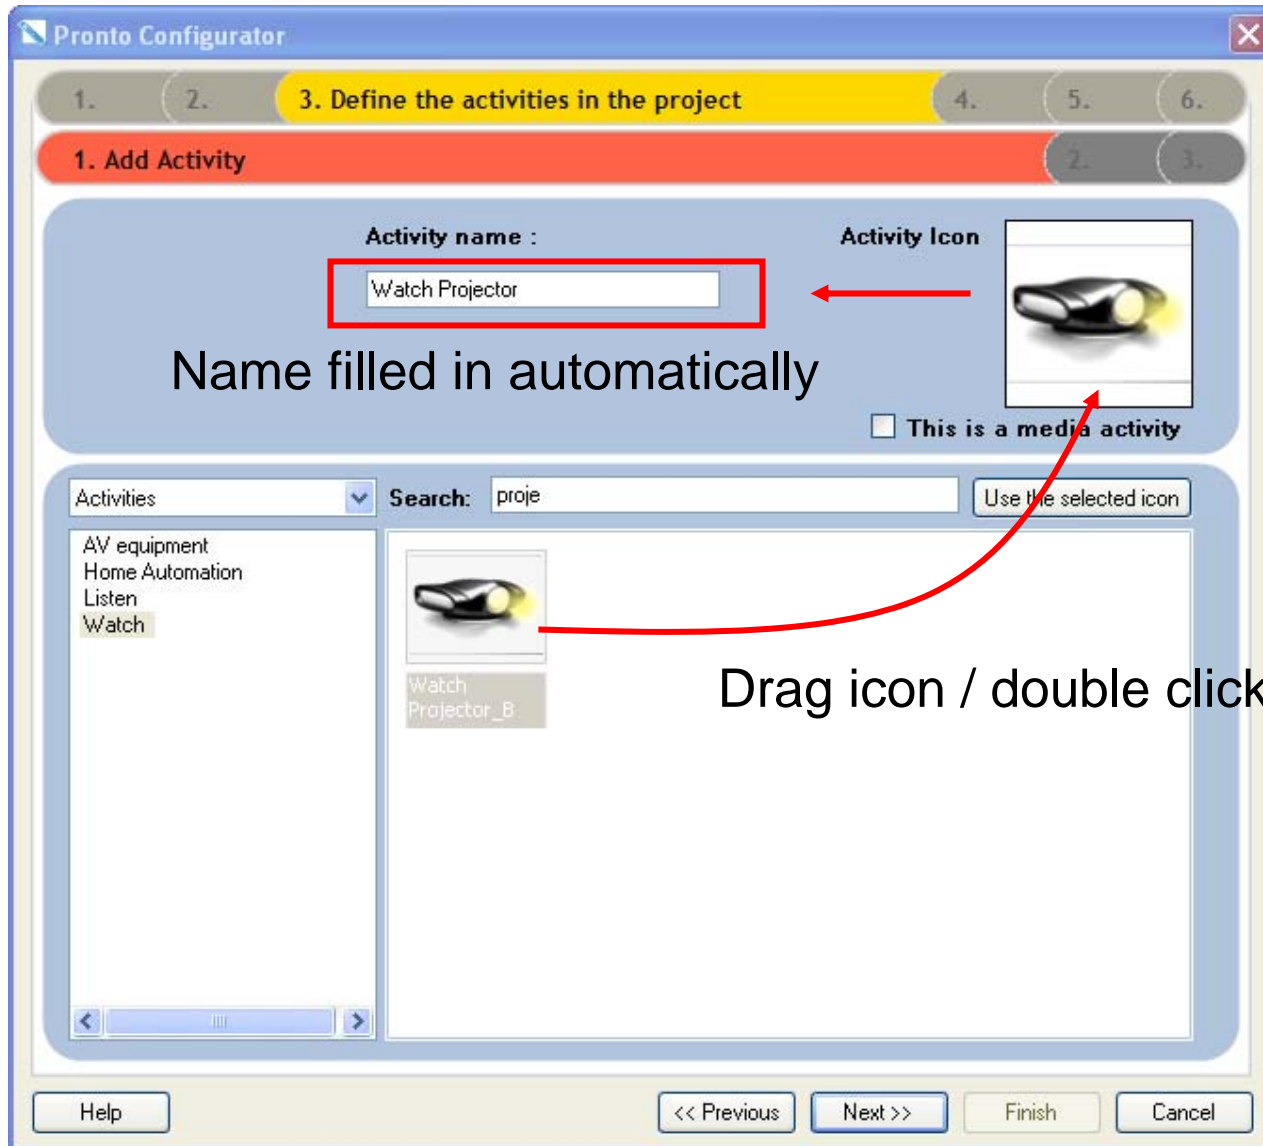 Pronto Configurator
1. 2. 3. Define the activities in the project 4. 5. 6.
1. Add Activity 2. 3.
Activity name :
Activity Icon
Watch Projector
Name filled in automatically
This is a media activity
Activities
Search: proje
Use the selected icon
AV equipment
Home Automation
Listen
Watch
Watch
Projector_B
Drag icon / double click
Help
<< Previous
Next >>
Finish
Cancel